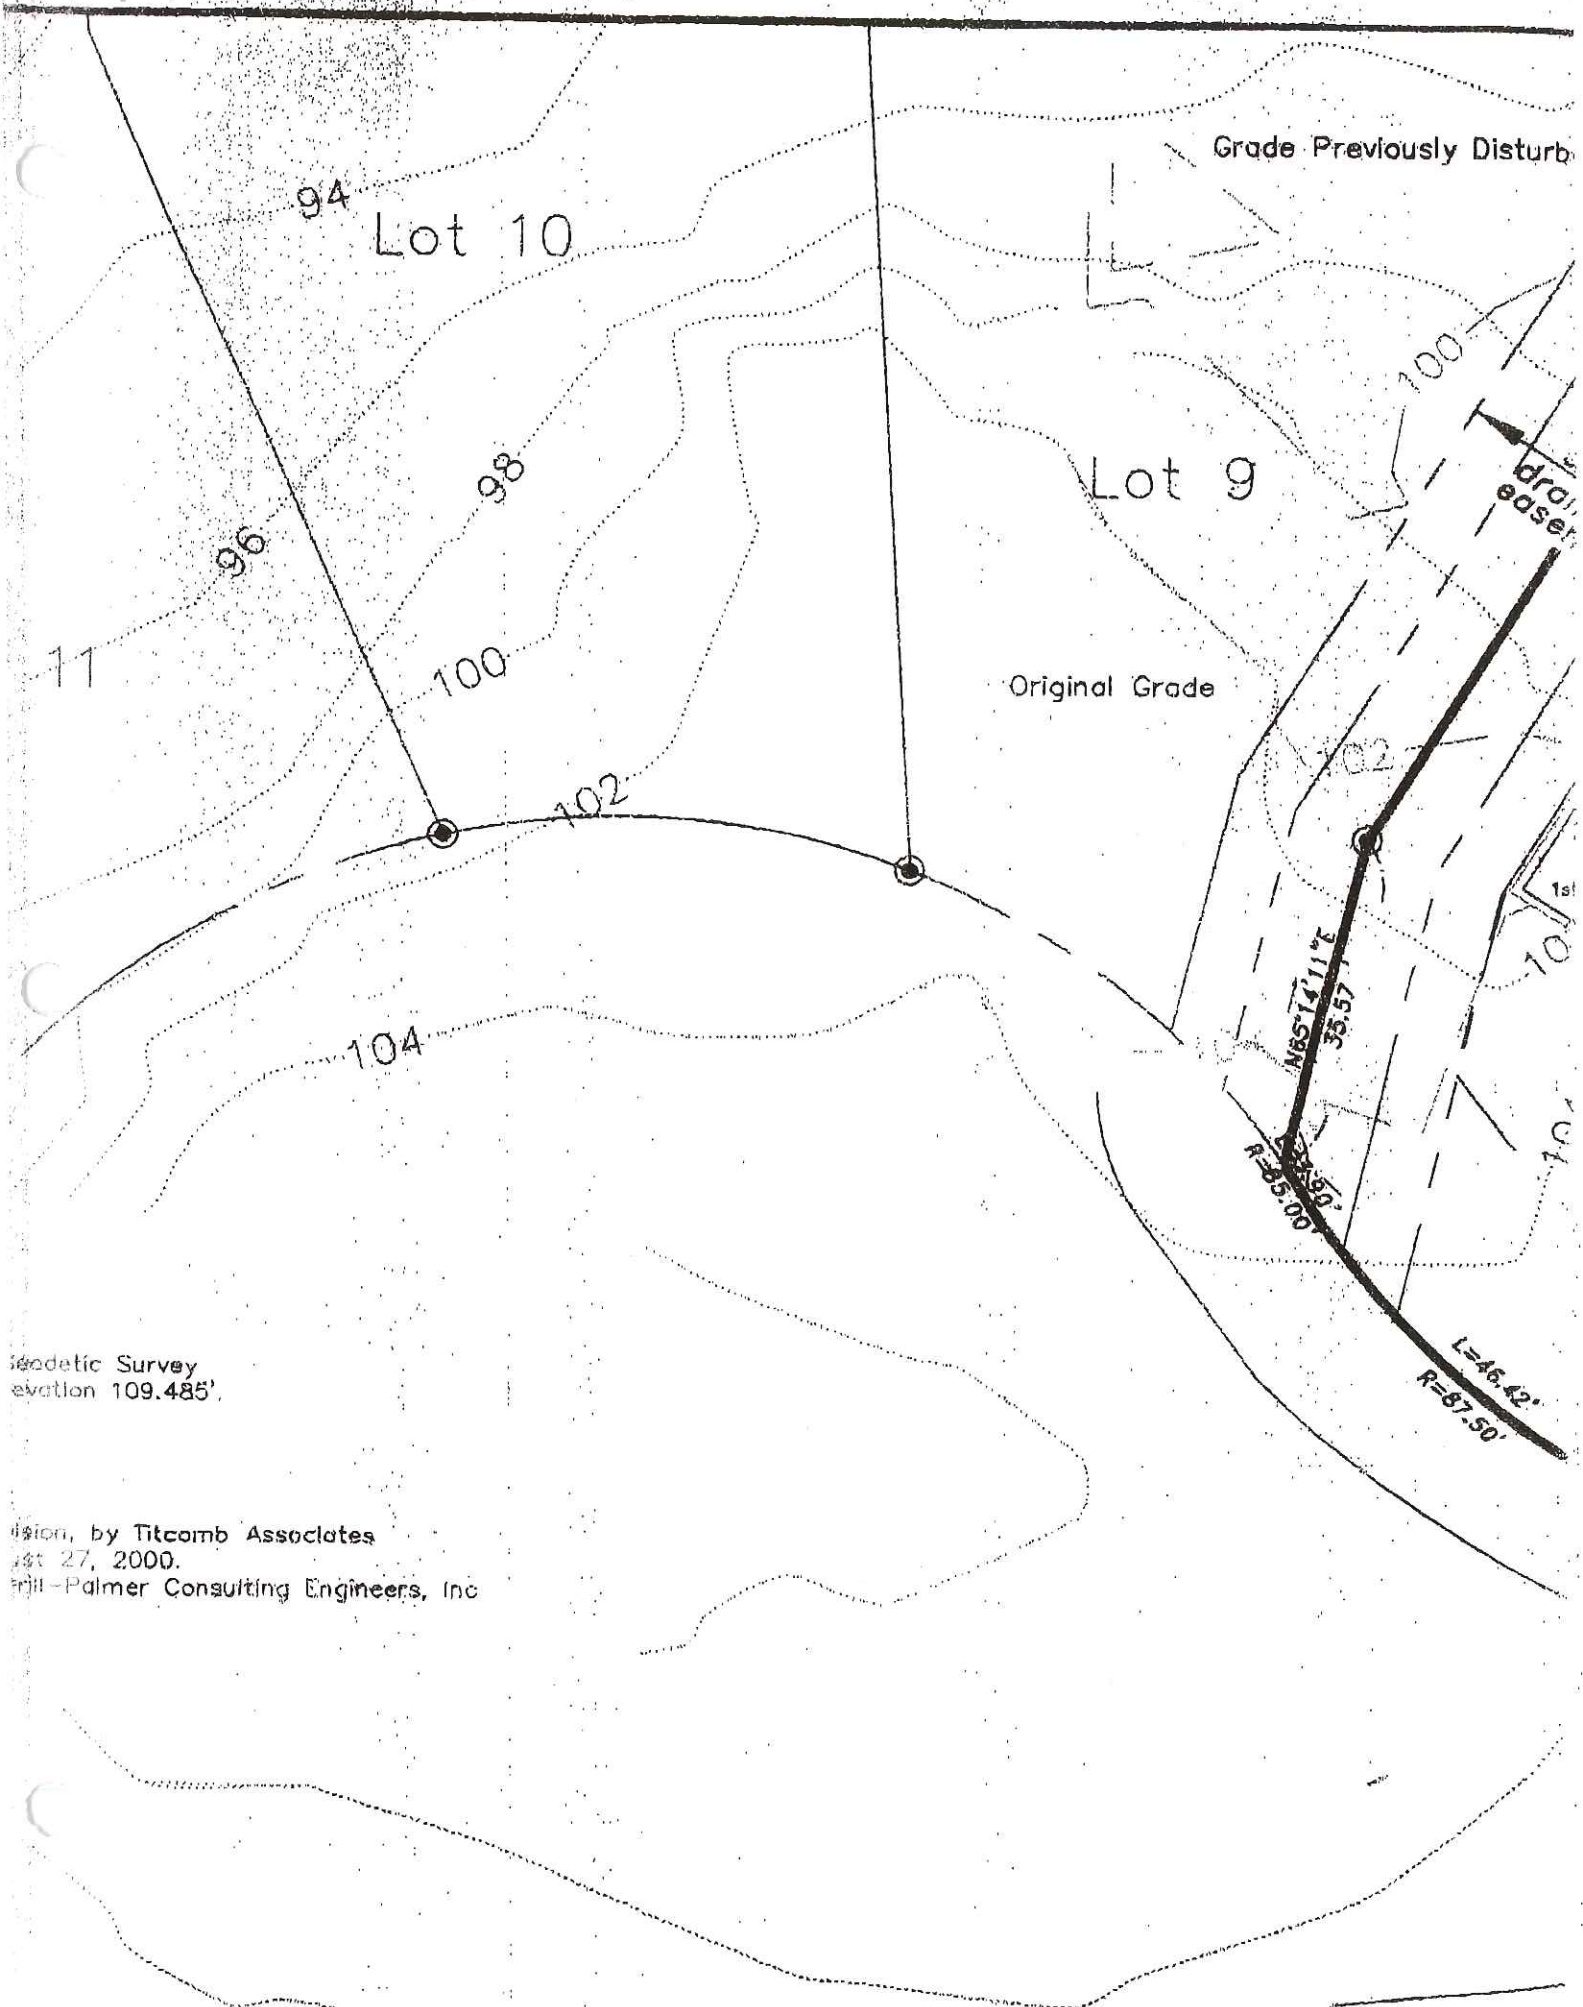 Grade Previously Disturb
94
Lot 10
100
98
Lot 9
96
11
100
Original Grade
102
102
1st
10
N65°14'11"E
35.57'
104
R=85.00'
L=46.42'
R=87.50'
Geodetic Survey
evation 109.485'.
by Titcomb Associates
27, 2000.
Palmer Consulting Engineers, Inc